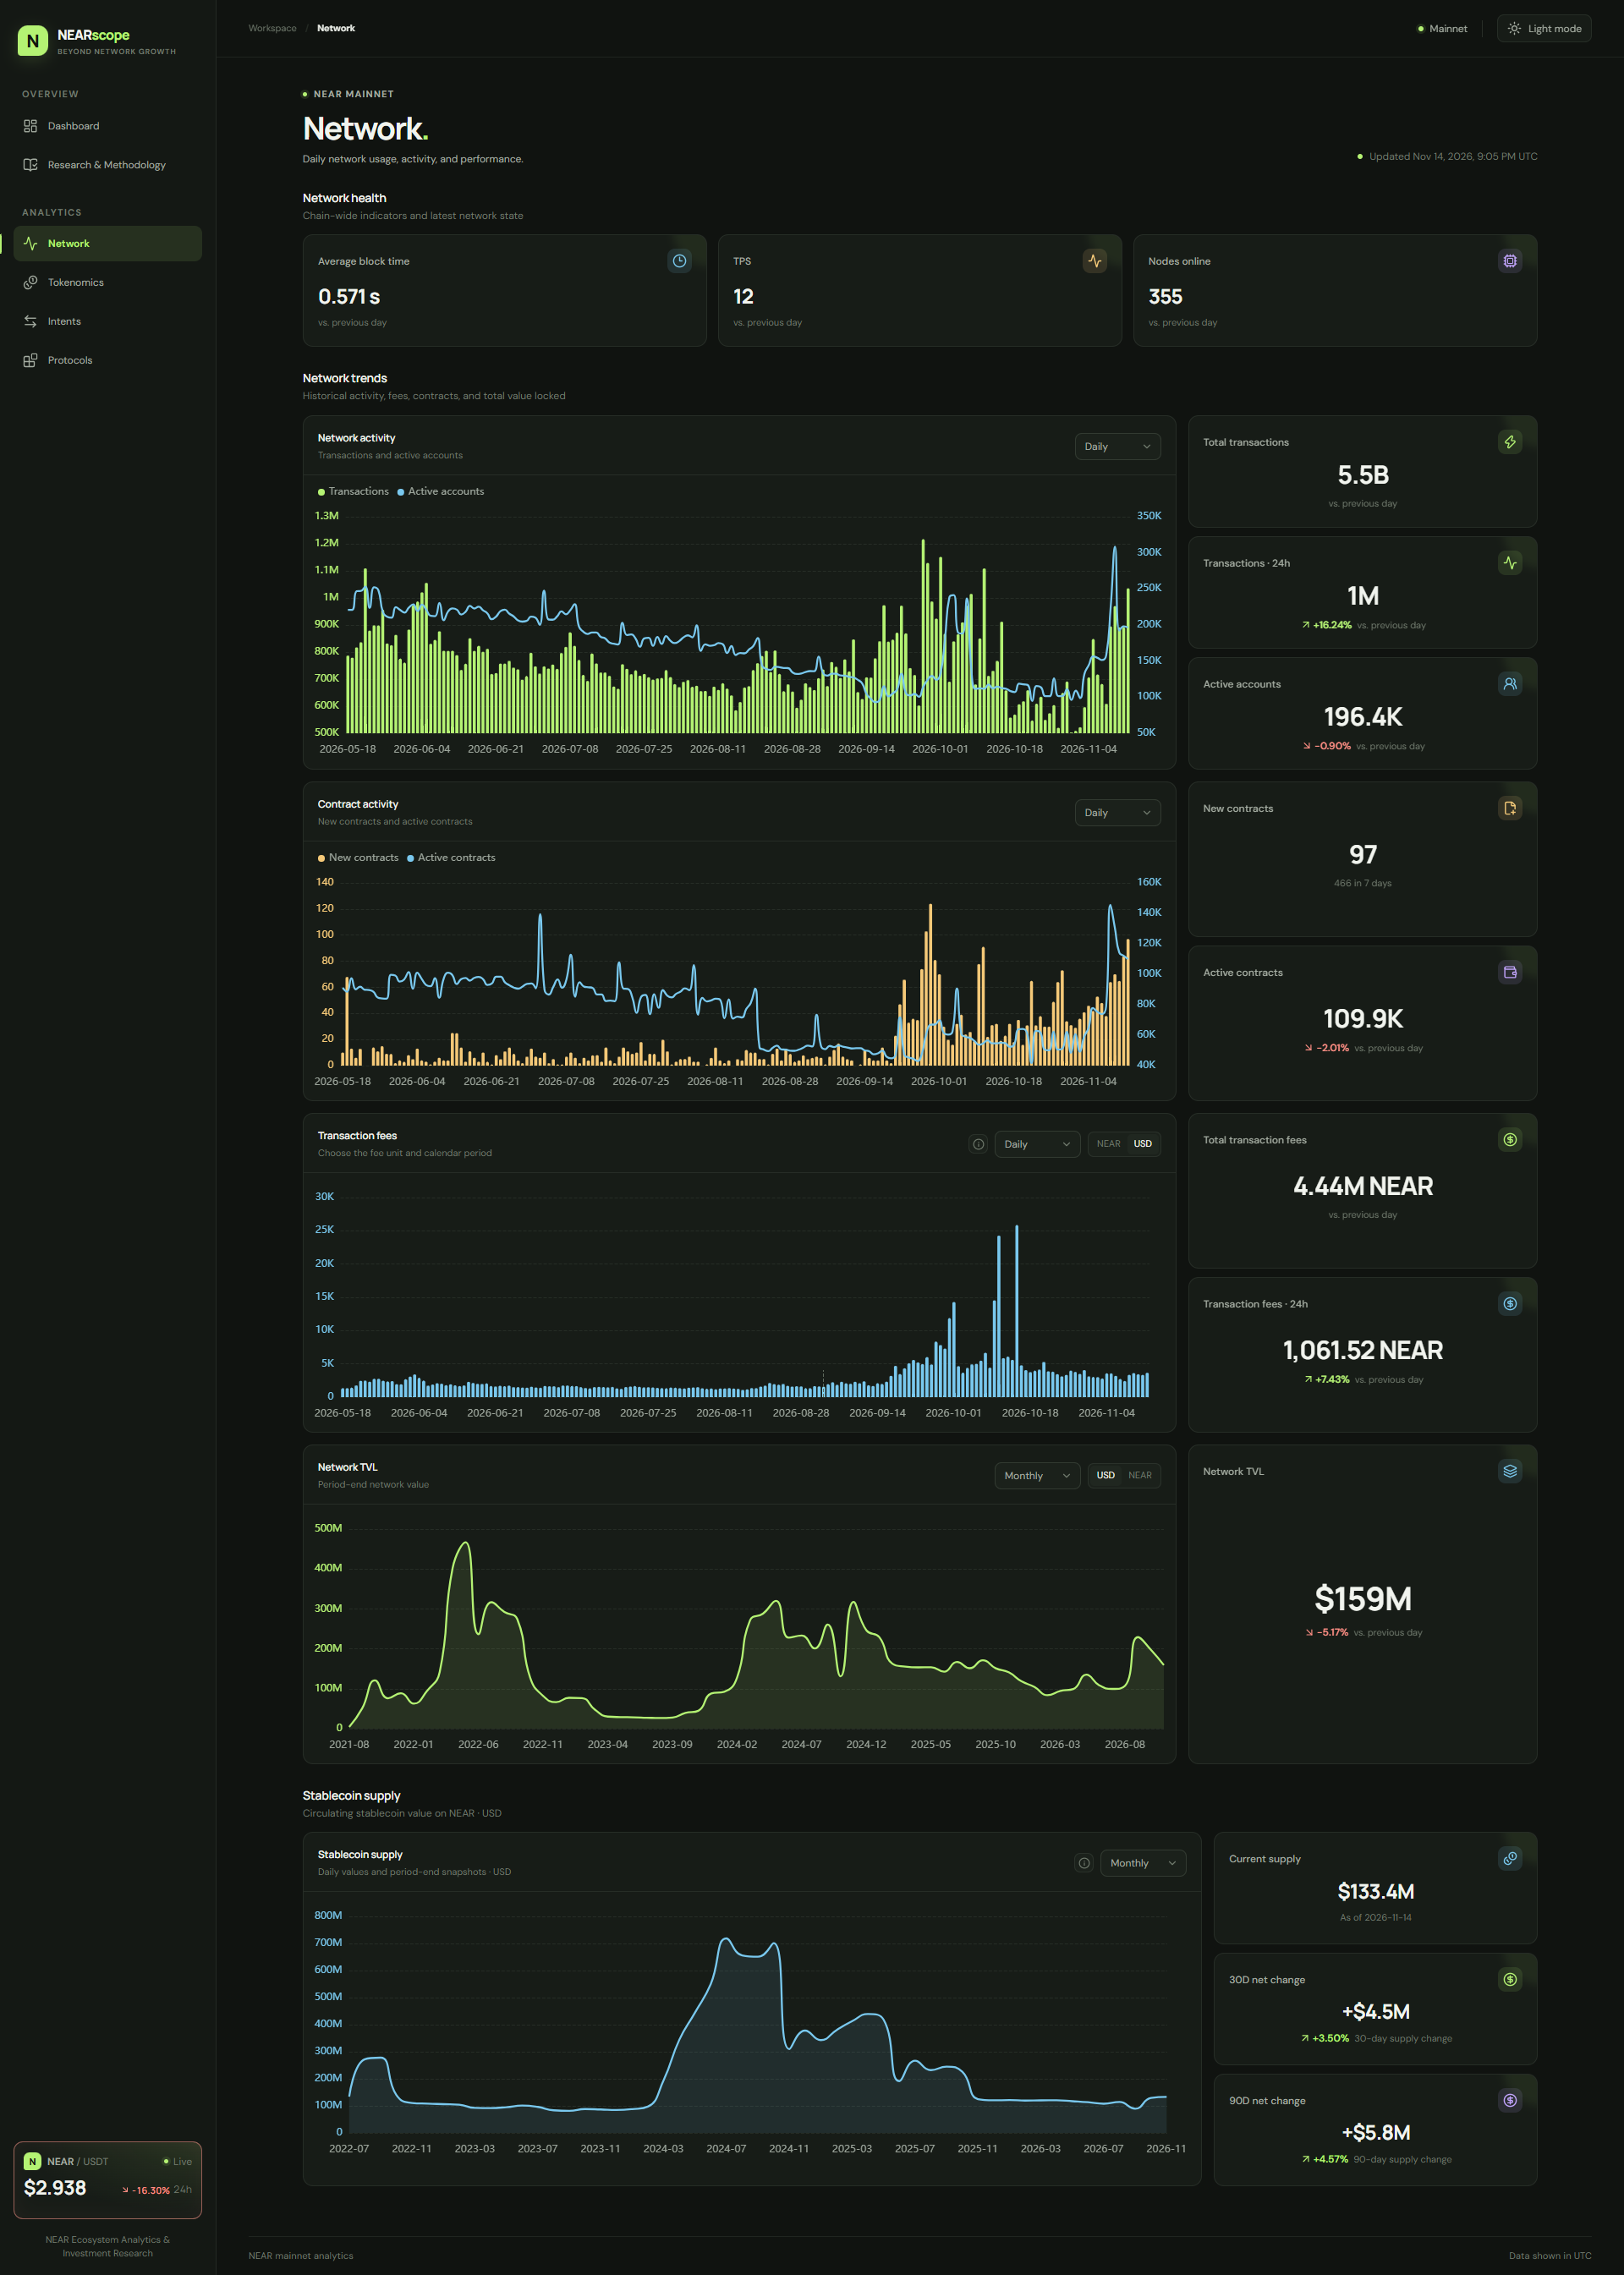 N NEARscope
BEYOND NETWORK GROWTH
OVERVIEW
Dashboard
Research & Methodology
ANALYTICS
Network
Tokenomics
Intents
Protocols
N NEAR / USDT Live
$2.938 -16.30% 24h
NEAR Ecosystem Analytics &
Investment Research
Workspace / Network
Mainnet Light mode
NEAR MAINNET
Network.
Daily network usage, activity, and performance.
Updated Nov 14, 2026, 9:05 PM UTC
Network health
Chain-wide indicators and latest network state
Average block time
0.571 s
vs. previous day
TPS
12
vs. previous day
Nodes online
355
vs. previous day
Network trends
Historical activity, fees, contracts, and total value locked
Network activity
Transactions and active accounts
Daily
Transactions Active accounts
1.3M
1.2M
1.1M
1M
900K
800K
700K
600K
500K
350K
300K
250K
200K
150K
100K
50K
2026-05-18 2026-06-04 2026-06-21 2026-07-08 2026-07-25 2026-08-11 2026-08-28 2026-09-14 2026-10-01 2026-10-18 2026-11-04
Total transactions
5.5B
vs. previous day
Transactions · 24h
1M
+16.24% vs. previous day
Active accounts
196.4K
-0.90% vs. previous day
Contract activity
New contracts and active contracts
Daily
New contracts Active contracts
140
120
100
80
60
40
20
0
160K
140K
120K
100K
80K
60K
40K
2026-05-18 2026-06-04 2026-06-21 2026-07-08 2026-07-25 2026-08-11 2026-08-28 2026-09-14 2026-10-01 2026-10-18 2026-11-04
New contracts
97
466 in 7 days
Active contracts
109.9K
-2.01% vs. previous day
Transaction fees
Choose the fee unit and calendar period
Daily NEAR USD
30K
25K
20K
15K
10K
5K
0
2026-05-18 2026-06-04 2026-06-21 2026-07-08 2026-07-25 2026-08-11 2026-08-28 2026-09-14 2026-10-01 2026-10-18 2026-11-04
Total transaction fees
4.44M NEAR
vs. previous day
Transaction fees · 24h
1,061.52 NEAR
+7.43% vs. previous day
Network TVL
Period-end network value
Monthly USD NEAR
500M
400M
300M
200M
100M
0
2021-08 2022-01 2022-06 2022-11 2023-04 2023-09 2024-02 2024-07 2024-12 2025-05 2025-10 2026-03 2026-08
Network TVL
$159M
-5.17% vs. previous day
Stablecoin supply
Circulating stablecoin value on NEAR · USD
Stablecoin supply
Daily values and period-end snapshots · USD
Monthly
800M
700M
600M
500M
400M
300M
200M
100M
0
2022-07 2022-11 2023-03 2023-07 2023-11 2024-03 2024-07 2024-11 2025-03 2025-07 2025-11 2026-03 2026-07 2026-11
Current supply
$133.4M
As of 2026-11-14
30D net change
+$4.5M
+3.50% 30-day supply change
90D net change
+$5.8M
+4.57% 90-day supply change
NEAR mainnet analytics
Data shown in UTC